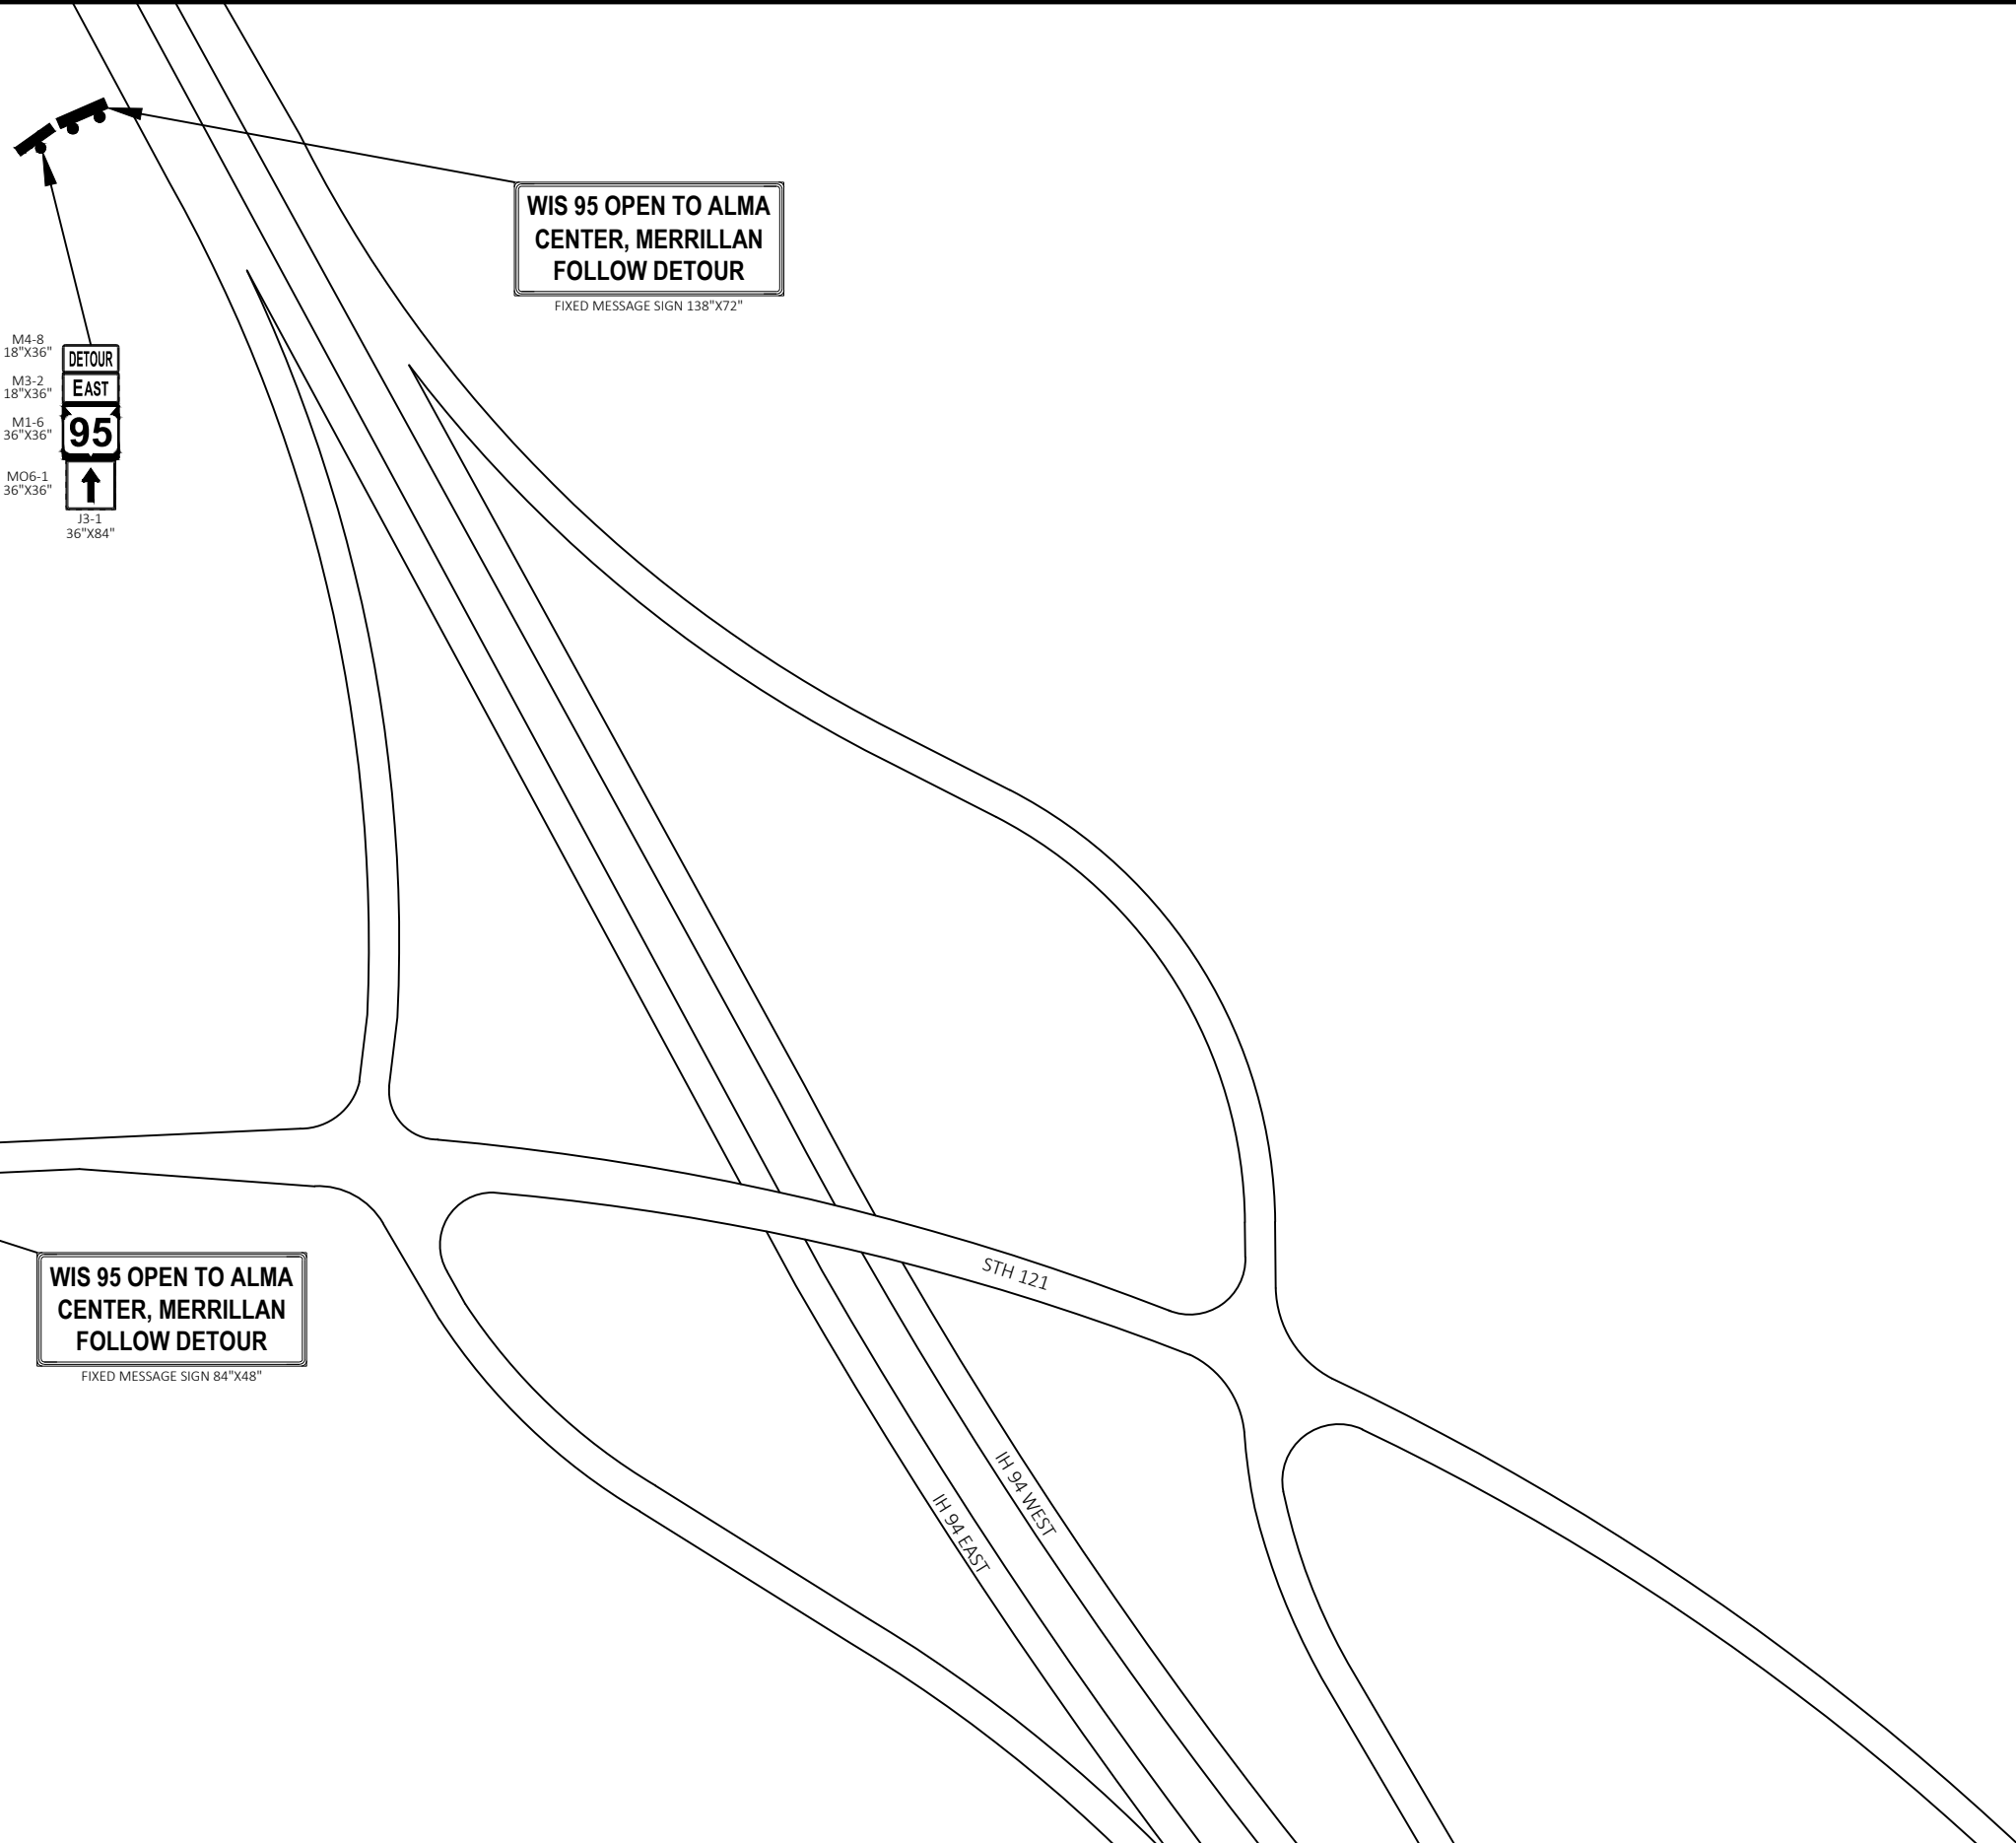 WIS 95 OPEN TO ALMA
CENTER, MERRILLAN
FOLLOW DETOUR
FIXED MESSAGE SIGN 138"X72"
M4-8
18"X36"
DETOUR
M3-2
18"X36"
EAST
M1-6
36"X36"
95
MO6-1
36"X36"
J3-1
36"X84"
STH 121
WIS 95 OPEN TO ALMA
CENTER, MERRILLAN
FOLLOW DETOUR
FIXED MESSAGE SIGN 84"X48"
IH 94 WEST
IH 94 EAST